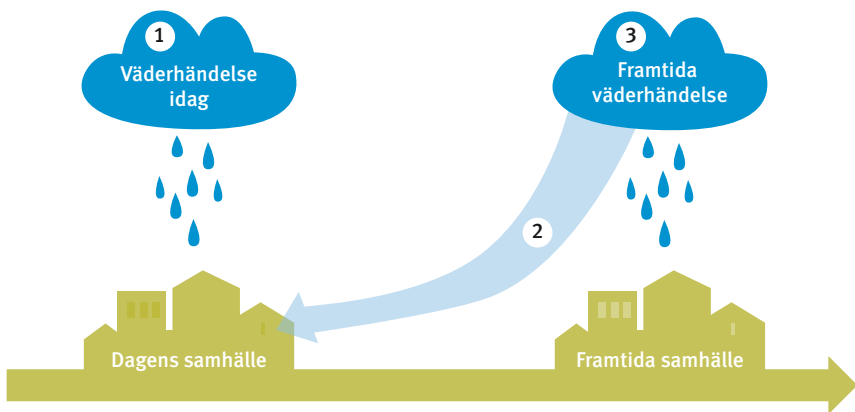 1
Väderhändelse
idag
3
Framtida
väderhändelse
2
Dagens samhälle
Framtida samhälle